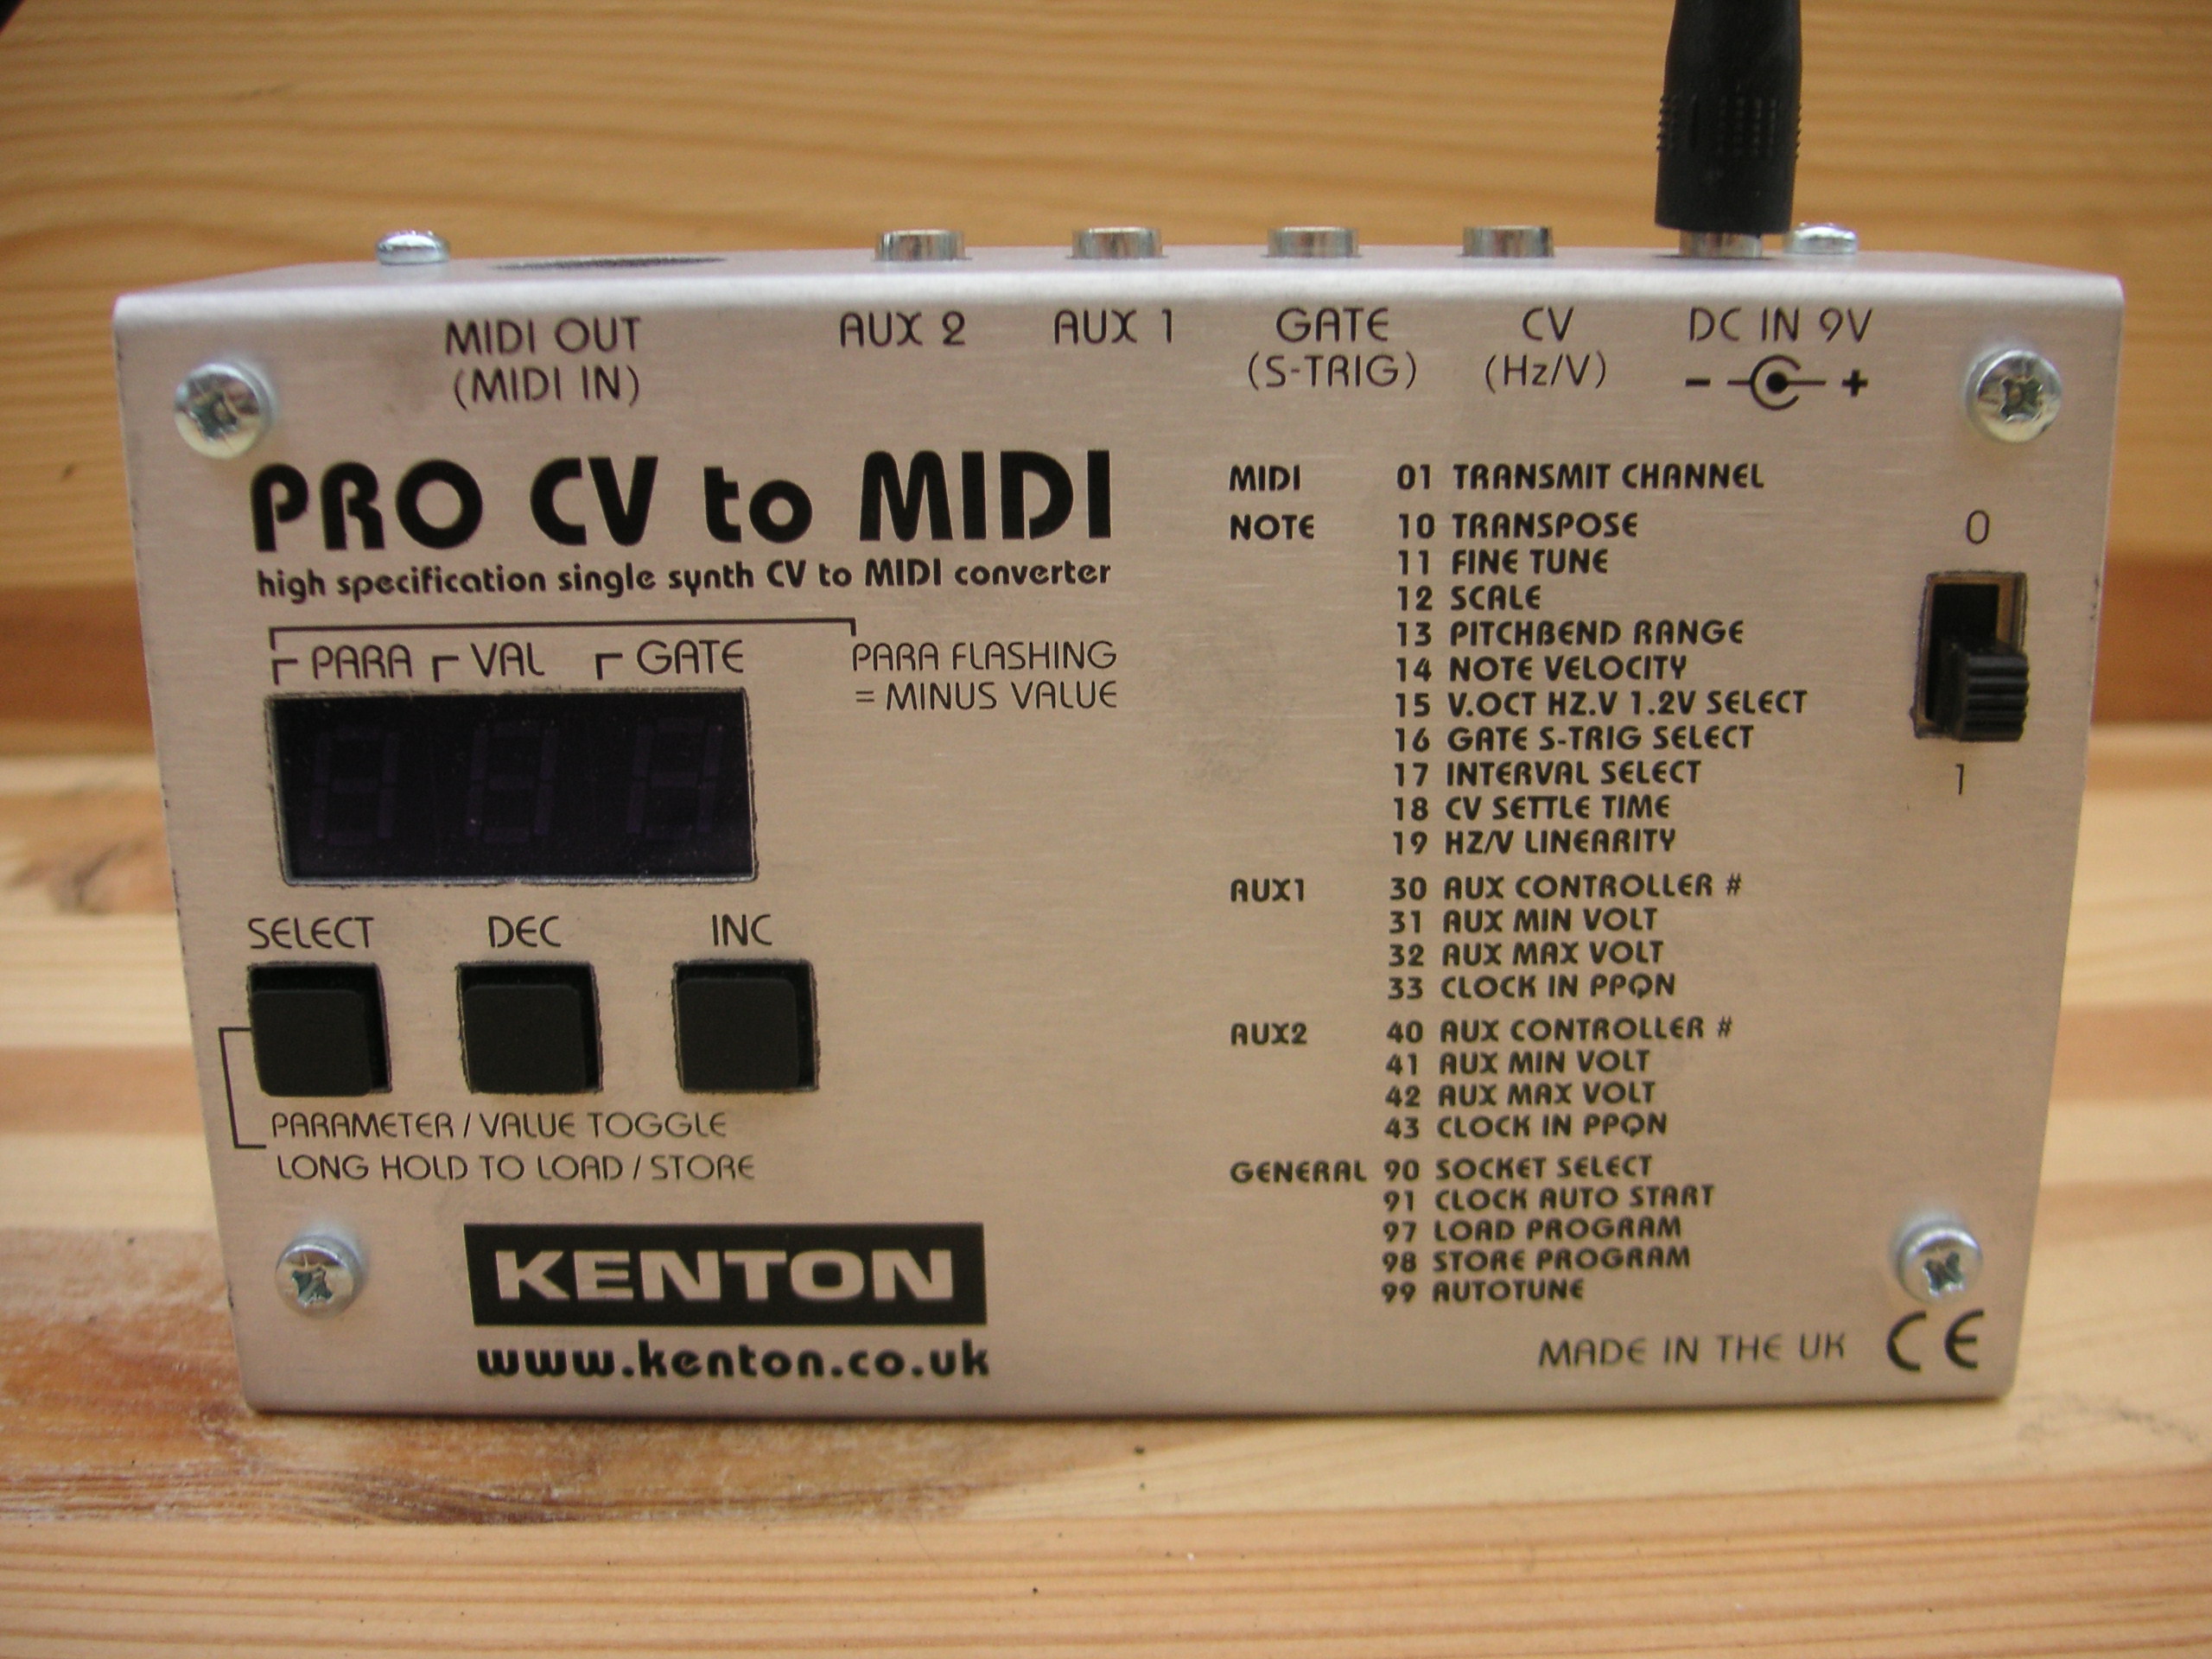 MIDI OUT
(MIDI IN)
AUX 2
AUX 1
GATE
(S-TRIG)
CV
(Hz/V)
DC IN 9V
- +
PRO CV to MIDI
high specification single synth CV to MIDI converter
PARA VAL GATE
PARA FLASHING
= MINUS VALUE
SELECT DEC INC
PARAMETER / VALUE TOGGLE
LONG HOLD TO LOAD / STORE
KENTON
www.kenton.co.uk
MIDI 01 TRANSMIT CHANNEL
NOTE 10 TRANSPOSE
11 FINE TUNE
12 SCALE
13 PITCHBEND RANGE
14 NOTE VELOCITY
15 V.OCT HZ.V 1.2V SELECT
16 GATE S-TRIG SELECT
17 INTERVAL SELECT
18 CV SETTLE TIME
19 HZ/V LINEARITY
AUX1 30 AUX CONTROLLER #
31 AUX MIN VOLT
32 AUX MAX VOLT
33 CLOCK IN PPQN
AUX2 40 AUX CONTROLLER #
41 AUX MIN VOLT
42 AUX MAX VOLT
43 CLOCK IN PPQN
GENERAL 90 SOCKET SELECT
91 CLOCK AUTO START
97 LOAD PROGRAM
98 STORE PROGRAM
99 AUTOTUNE
0
1
MADE IN THE UK CE